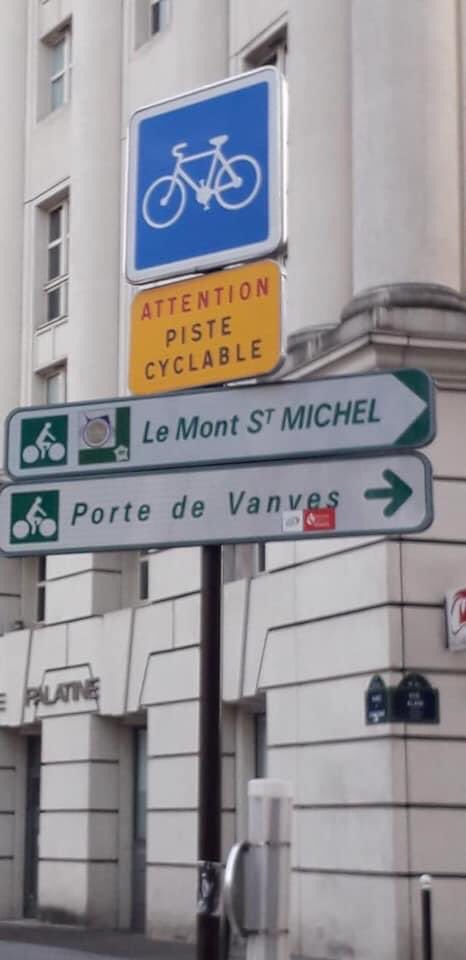 ATTENTION
PISTE
CYCLABLE
Le Mont Sᵀ MICHEL
Porte de Vanves
PALATINE